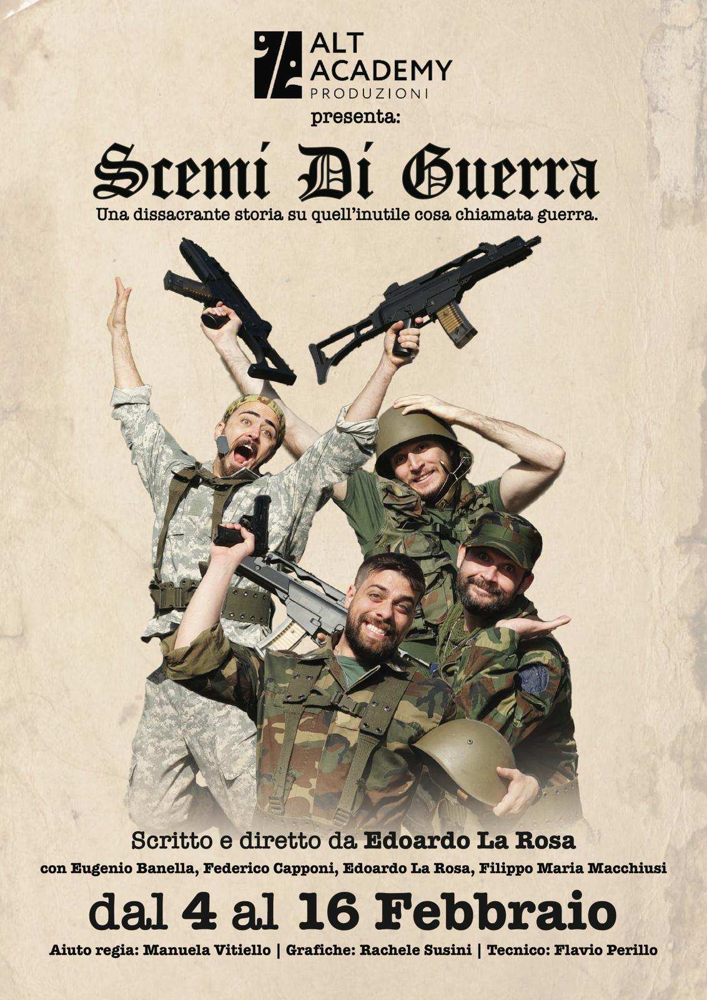 ALT
ACADEMY
PRODUZIONI
presenta:
Scemi Di Guerra
Una dissacrante storia su quell'inutile cosa chiamata guerra.
Scritto e diretto da Edoardo La Rosa
con Eugenio Banella, Federico Capponi, Edoardo La Rosa, Filippo Maria Macchiusi
dal 4 al 16 Febbraio
Aiuto regia: Manuela Vitiello | Grafiche: Rachele Susini | Tecnico: Flavio Perillo